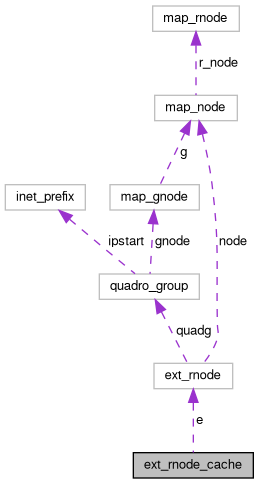 map_rnode
r_node
map_node
g
inet_prefix
map_gnode
ipstart
gnode
node
quadro_group
quadg
ext_rnode
e
ext_rnode_cache